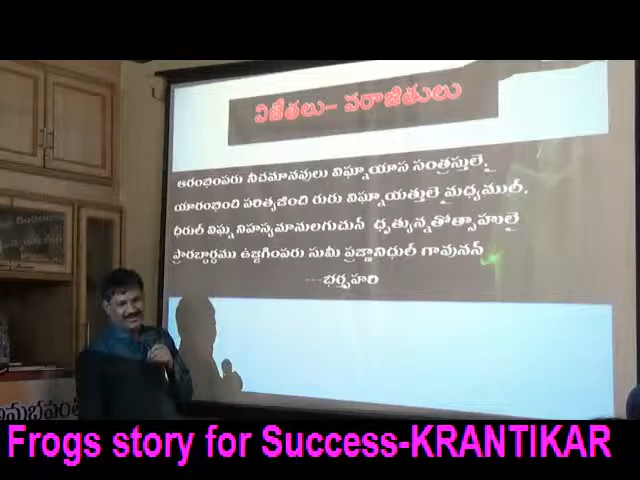 విజేతలు- పరాజితులు
ఆరంభింపరు నీచమానవులు విఘ్నాయాస సంత్రస్తులై,
యారంభించి పరిత్యజించి రురు విఘ్నాయత్తులై మధ్యముల్,
ధీరుల్ విఘ్న నిహన్యమానులగుచున్ ధృత్యున్నతోత్సాహులై
ప్రారబ్దార్థము ఉజ్జగింపరు సుమీ ప్రజ్ఞానిధుల్ గావునన్
---భర్తృహరి
Frogs story for Success-KRANTIKAR